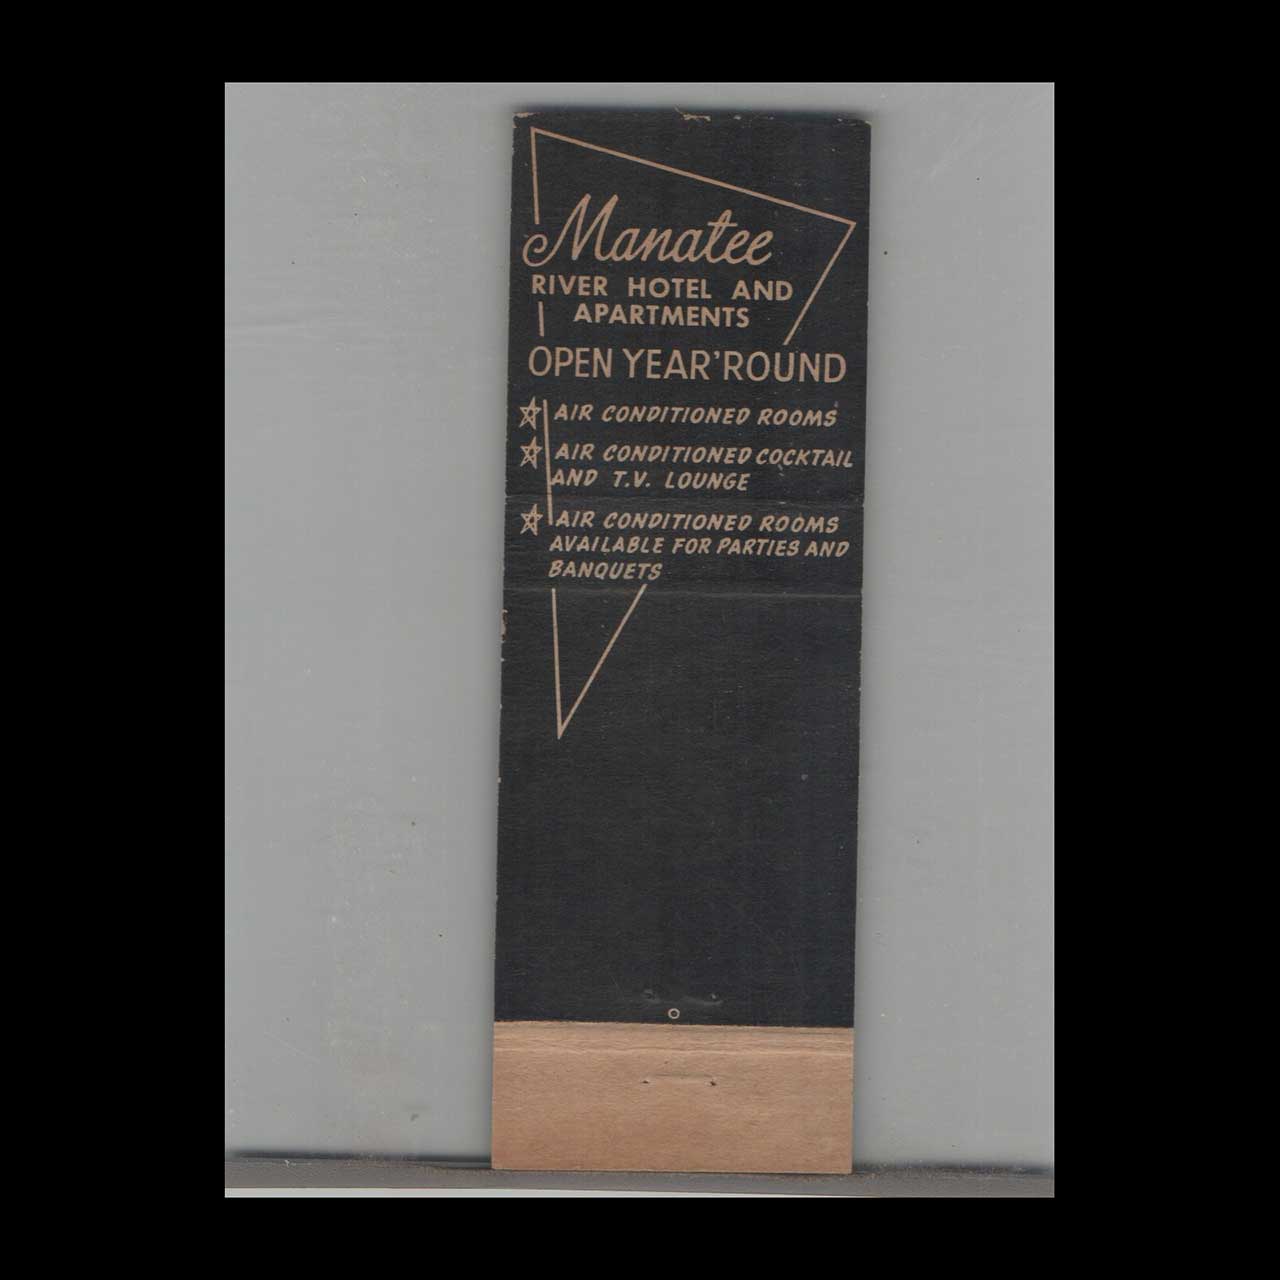 Manatee
RIVER HOTEL AND
APARTMENTS
OPEN YEAR'ROUND
AIR CONDITIONED ROOMS
AIR CONDITIONED COCKTAIL
AND T.V. LOUNGE
AIR CONDITIONED ROOMS
AVAILABLE FOR PARTIES AND
BANQUETS